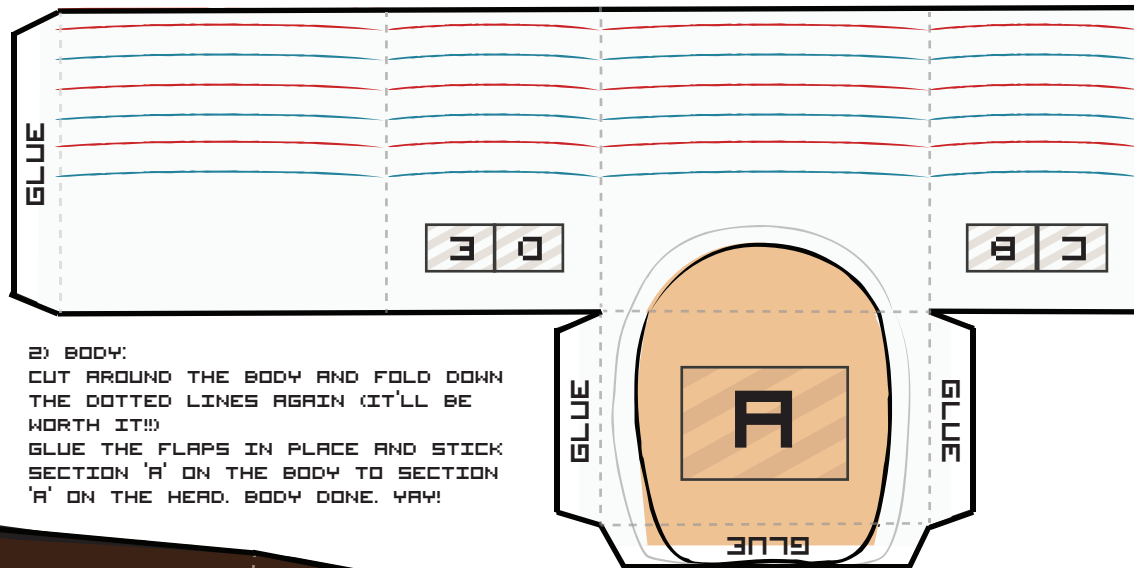 GLUE
E
D
B
C
2) BODY:
CUT AROUND THE BODY AND FOLD DOWN
THE DOTTED LINES AGAIN (IT'LL BE
WORTH IT!!)
GLUE THE FLAPS IN PLACE AND STICK
SECTION 'A' ON THE BODY TO SECTION
'A' ON THE HEAD. BODY DONE. YAY!
GLUE
A
GLUE
GLUE